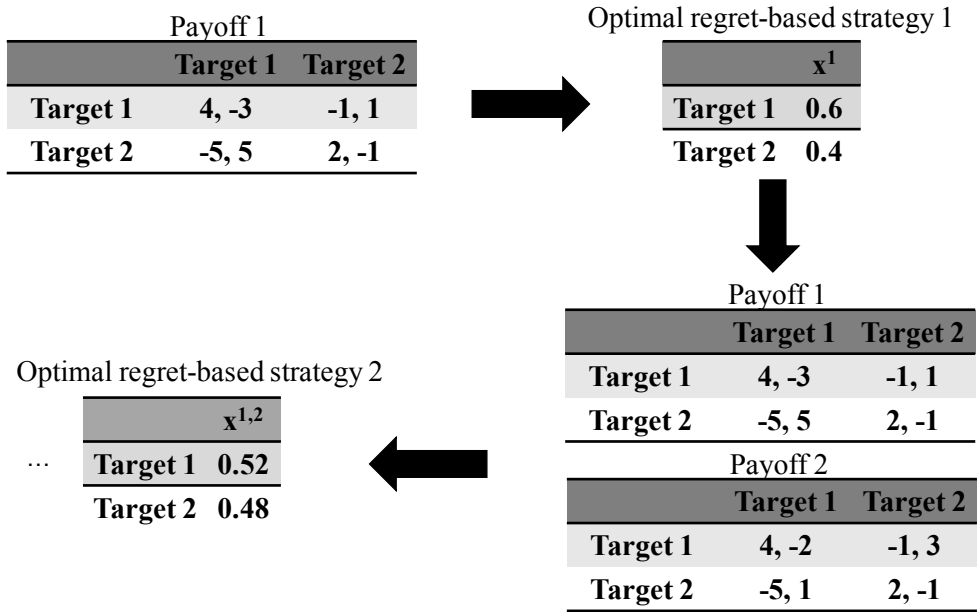 Payoff 1
Target 1 Target 2
Target 1 4, -3 -1, 1
Target 2 -5, 5 2, -1
Optimal regret-based strategy 1
x¹
Target 1 0.6
Target 2 0.4
Payoff 1
Target 1 Target 2
Target 1 4, -3 -1, 1
Target 2 -5, 5 2, -1
Payoff 2
Target 1 Target 2
Target 1 4, -2 -1, 3
Target 2 -5, 1 2, -1
Optimal regret-based strategy 2
x¹,²
Target 1 0.52
Target 2 0.48
...